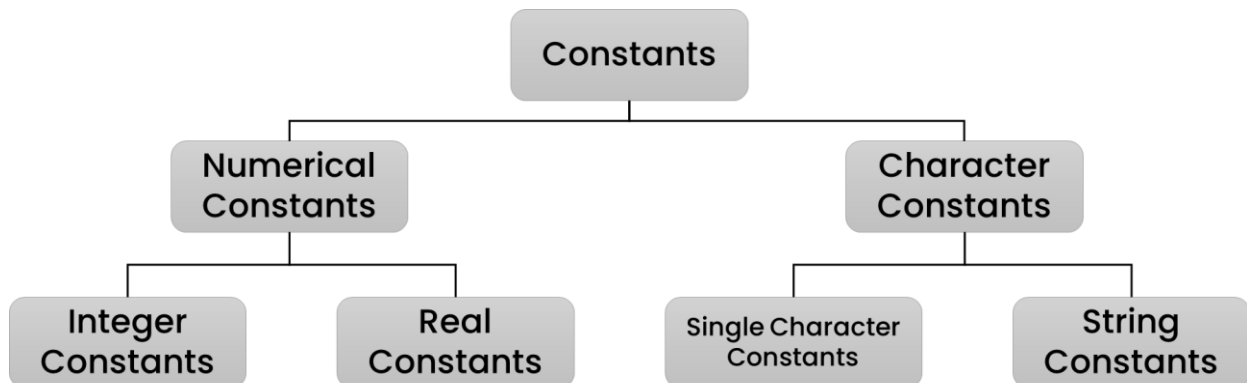 Constants
Numerical
Constants
Character
Constants
Integer
Constants
Real
Constants
Single Character
Constants
String
Constants